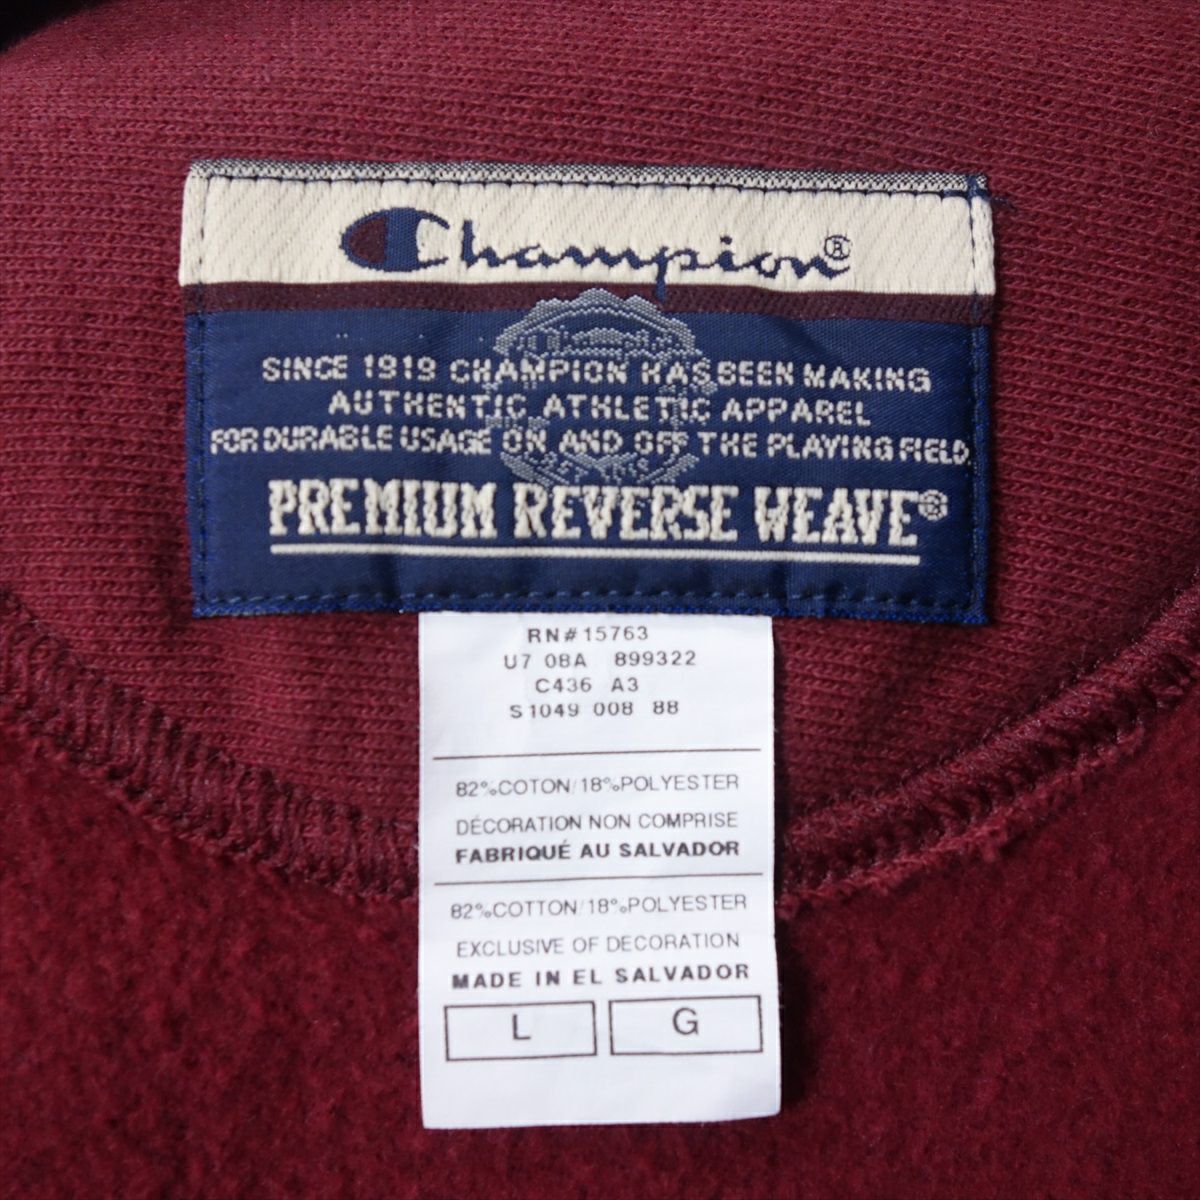 Champion®
SINCE 1919 CHAMPION HAS BEEN MAKING
AUTHENTIC ATHLETIC APPAREL
FOR DURABLE USAGE ON AND OFF THE PLAYING FIELD
PREMIUM REVERSE WEAVE®
RN#15763
U7 08A 899322
C436 A3
S1049 008 88
82%COTON/18%POLYESTER
DÉCORATION NON COMPRISE
FABRIQUÉ AU SALVADOR
82%COTTON/18%POLYESTER
EXCLUSIVE OF DECORATION
MADE IN EL SALVADOR
L G